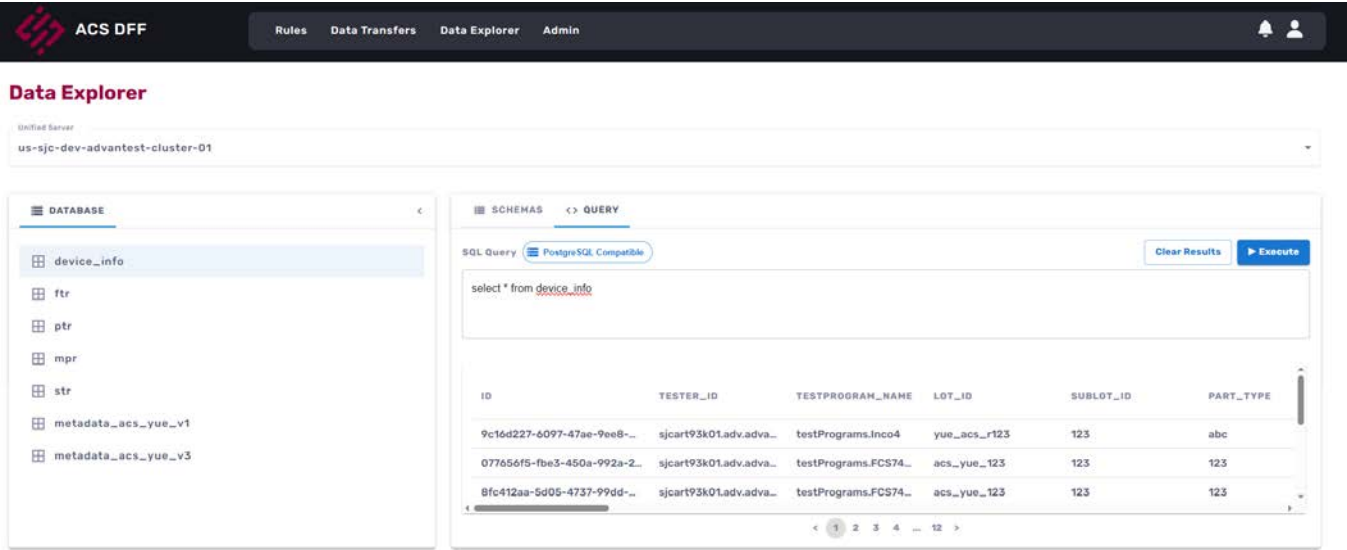 ACS DFF
Rules Data Transfers Data Explorer Admin
Data Explorer
Unified Server
us-sjc-dev-advantest-cluster-01
DATABASE
device_info
ftr
ptr
mpr
str
metadata_acs_yue_v1
metadata_acs_yue_v3
SCHEMAS <> QUERY
SQL Query PostgreSQL Compatible Clear Results Execute
select * from device_info
ID TESTER_ID TESTPROGRAM_NAME LOT_ID SUBLOT_ID PART_TYPE
9c16d227-6097-47ae-9ee8-... sjcart93k01.adv.adva... testPrograms.Inco4 yue_acs_r123 123 abc
077656f5-fbe3-450a-992a-2... sjcart93k01.adv.adva... testPrograms.FCS74... acs_yue_123 123 123
8fc412aa-5d05-4737-99dd-... sjcart93k01.adv.adva... testPrograms.FCS74... acs_yue_123 123 123
< 1 2 3 4 ... 12 >